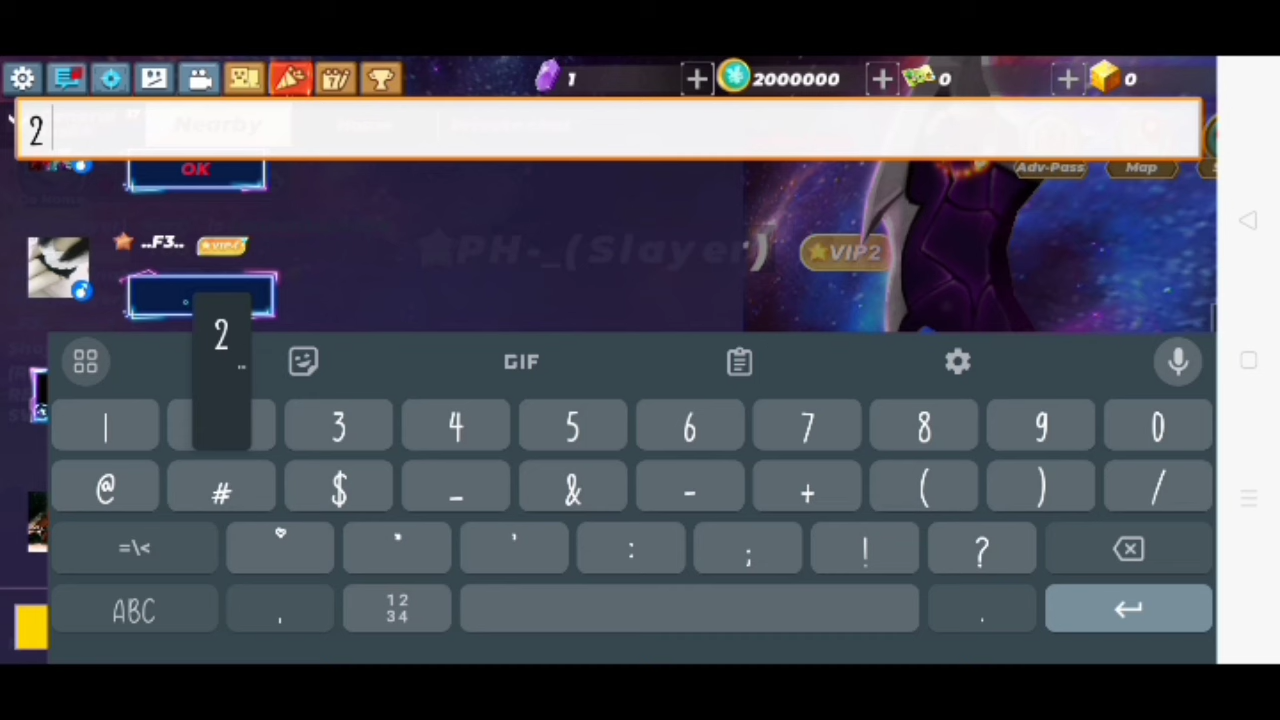 1 + 2000000 + 0 + 0
2
Nearby
OK
Adv-Pass Map
..F3.. VIP
PH-_(Slayer) VIP2
2
GIF
1 3 4 5 6 7 8 9 0
@ # $ _ & - + ( ) /
=\< " ' : ; ! ?
ABC , 12 34 .